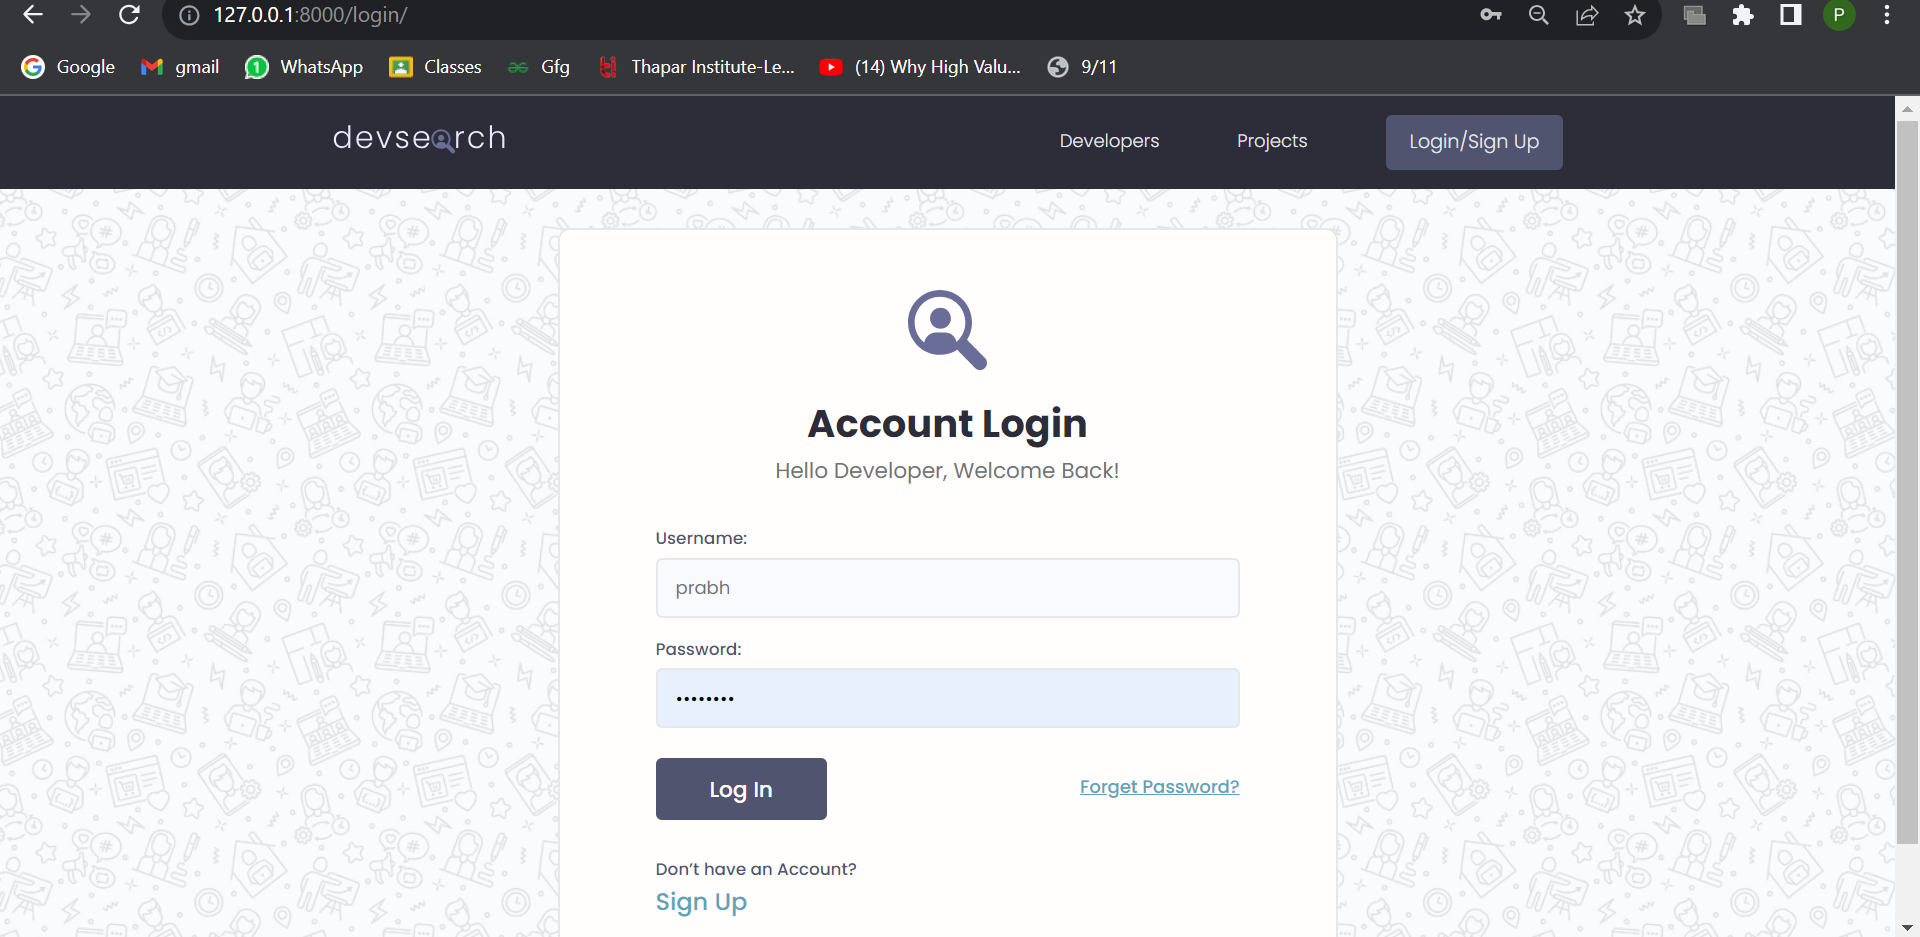 127.0.0.1:8000/login/
P
Google gmail 1 WhatsApp Classes Gfg Thapar Institute-Le... (14) Why High Valu... 9/11
devsearch Developers Projects Login/Sign Up
Account Login
Hello Developer, Welcome Back!
Username:
prabh
Password:
••••••••
Log In Forget Password?
Don’t have an Account?
Sign Up